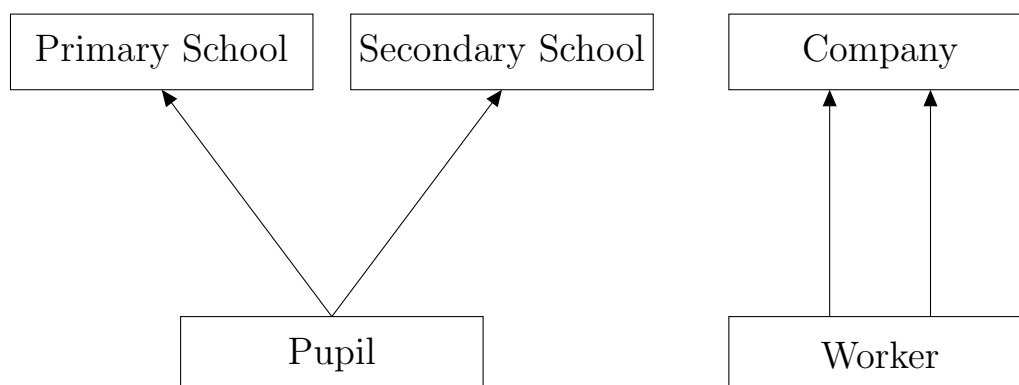 Primary School
Secondary School
Company
Pupil
Worker